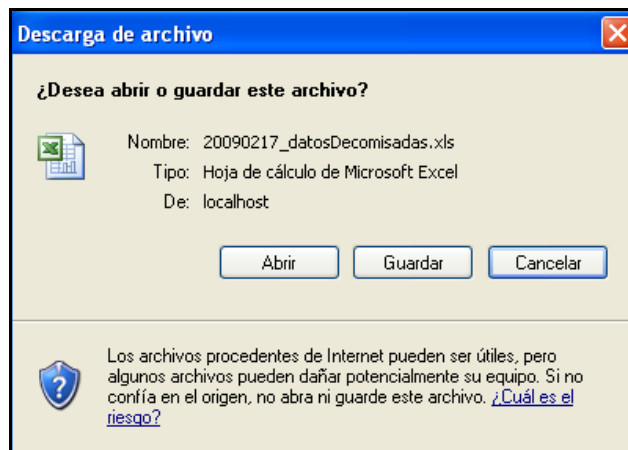 Descarga de archivo
¿Desea abrir o guardar este archivo?
Nombre: 20090217_datosDecomisadas.xls
Tipo: Hoja de cálculo de Microsoft Excel
De: localhost
Abrir Guardar Cancelar
Los archivos procedentes de Internet pueden ser útiles, pero
algunos archivos pueden dañar potencialmente su equipo. Si no
confía en el origen, no abra ni guarde este archivo. ¿Cuál es el
riesgo?